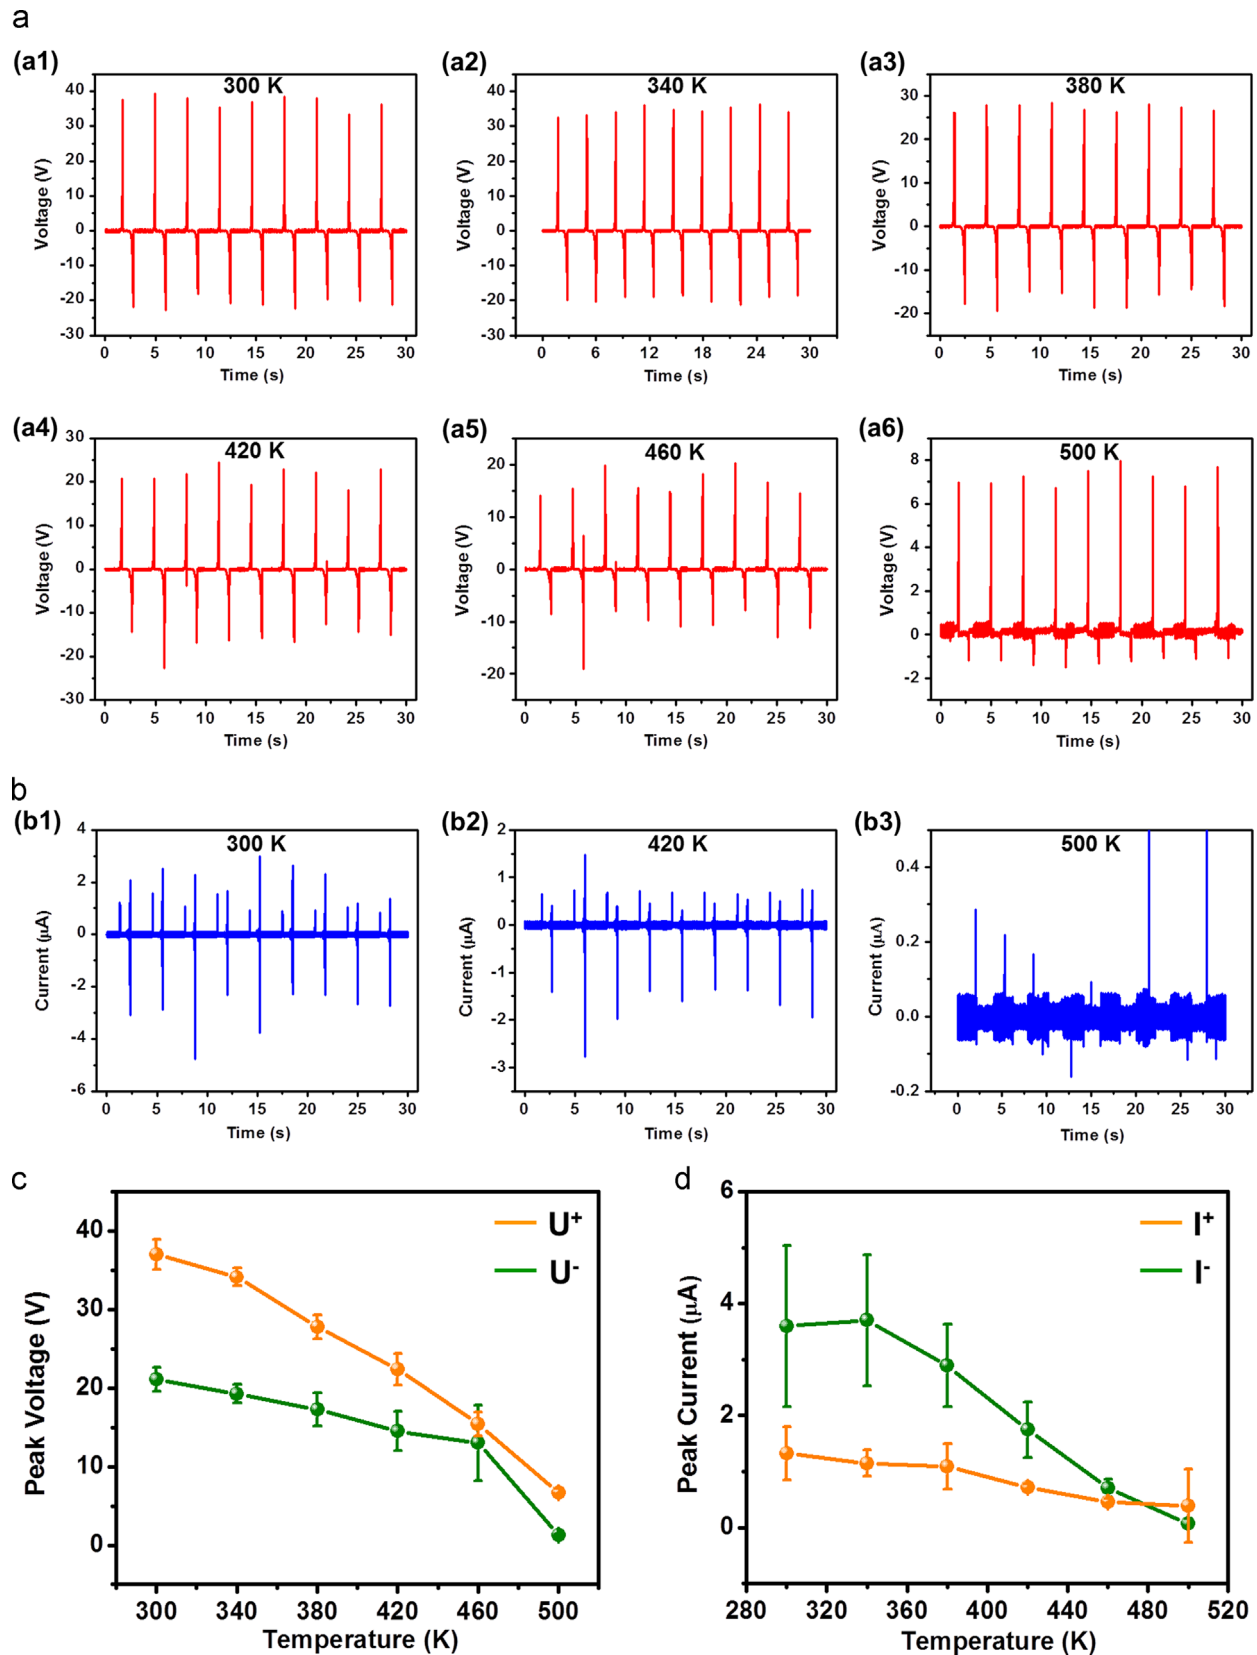 a
(a1) (a2) (a3)
300 K 340 K 380 K
40 30 20 10 0 -10 -20 -30
Voltage (V)
0 5 10 15 20 25 30
Time (s)
40 30 20 10 0 -10 -20 -30
Voltage (V)
0 6 12 18 24 30
Time (s)
30 20 10 0 -10 -20
Voltage (V)
0 5 10 15 20 25 30
Time (s)
(a4) (a5) (a6)
420 K 460 K 500 K
30 20 10 0 -10 -20 -30
Voltage (V)
0 5 10 15 20 25 30
Time (s)
20 10 0 -10 -20
Voltage (V)
0 5 10 15 20 25 30
Time (s)
8 6 4 2 0 -2
Voltage (V)
0 5 10 15 20 25 30
Time (s)
b
(b1) (b2) (b3)
300 K 420 K 500 K
4 2 0 -2 -4 -6
Current (μA)
0 5 10 15 20 25 30
Time (s)
2 1 0 -1 -2 -3
Current (μA)
0 5 10 15 20 25 30
Time (s)
0.4 0.2 0.0 -0.2
Current (μA)
0 5 10 15 20 25 30
Time (s)
c
U+
U-
40 30 20 10 0
Peak Voltage (V)
300 340 380 420 460 500
Temperature (K)
d
I+
I-
6 4 2 0
Peak Current (μA)
280 320 360 400 440 480 520
Temperature (K)